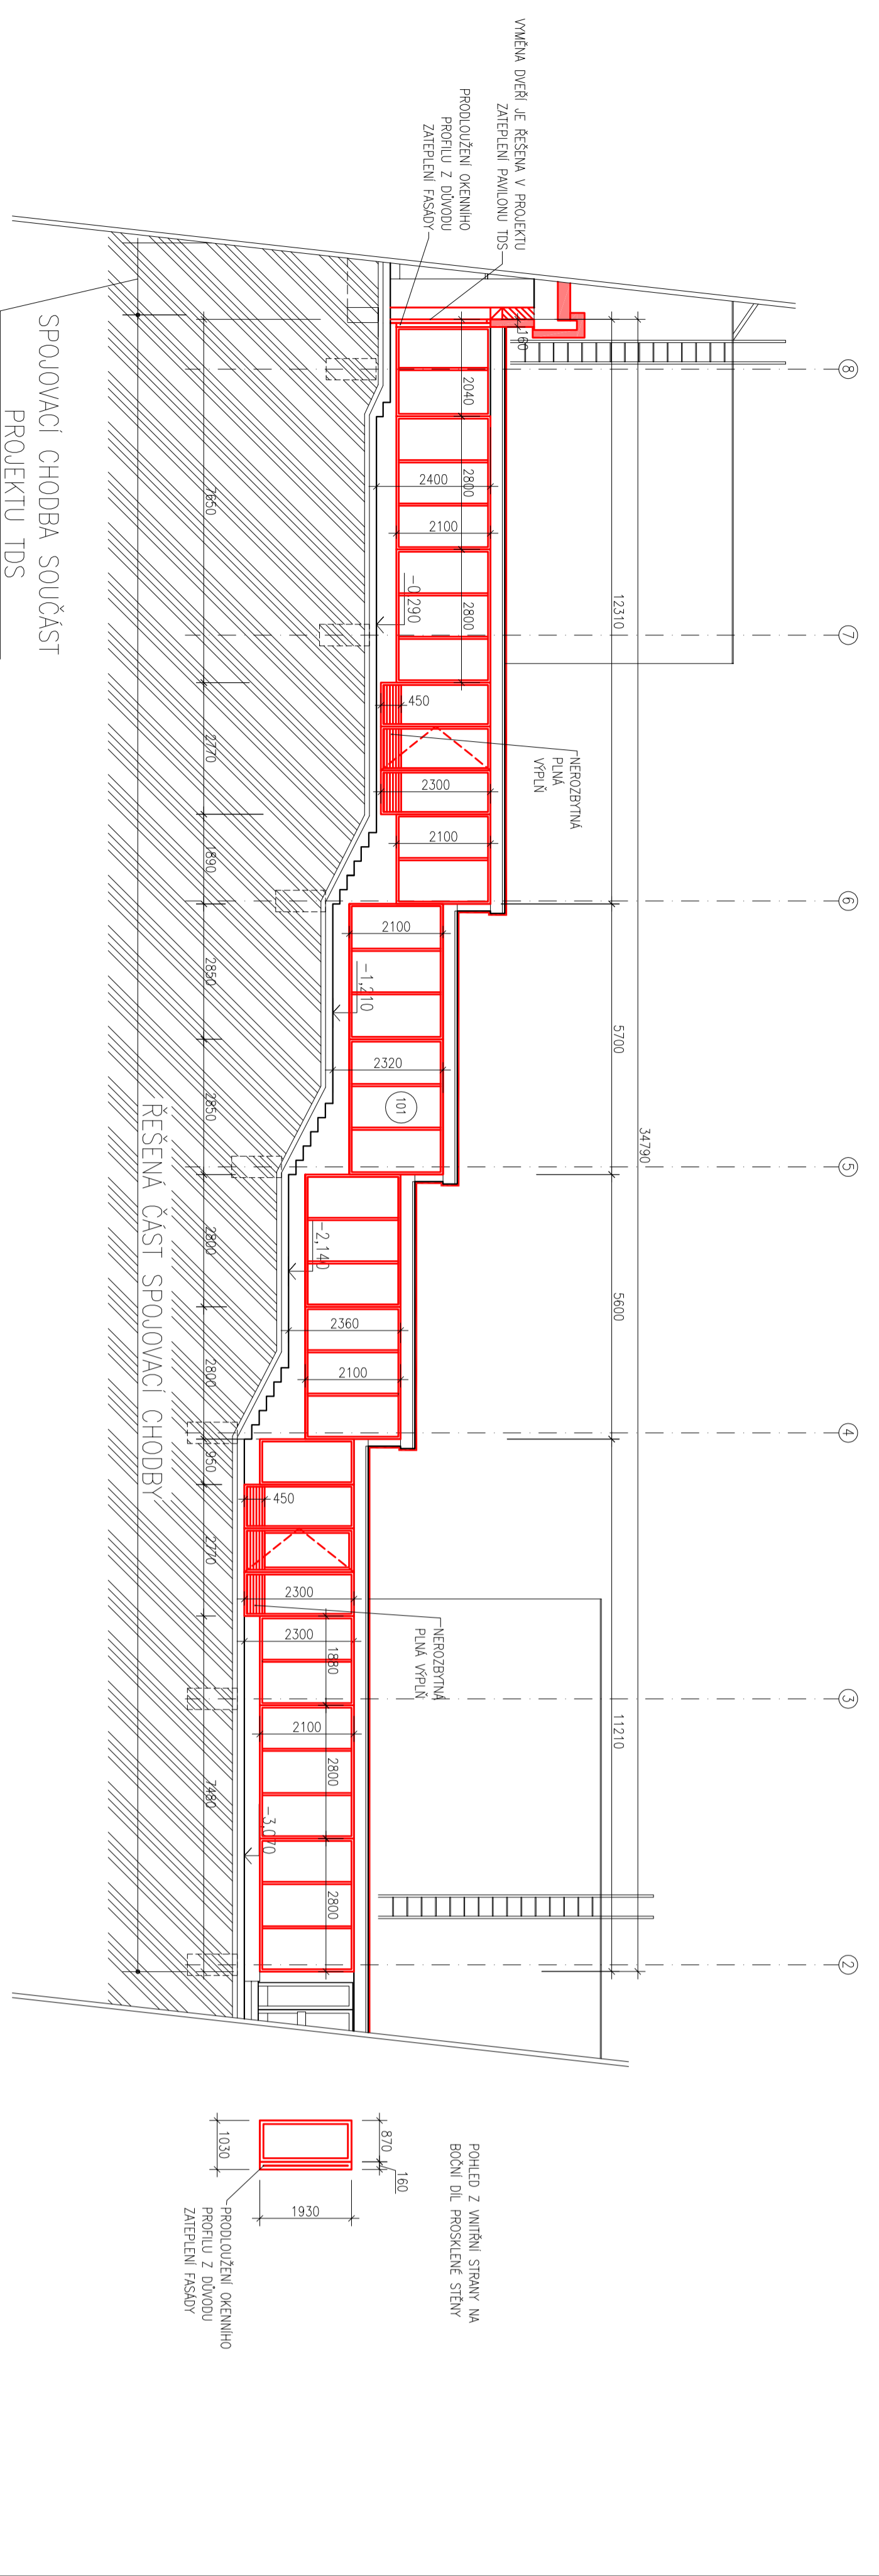 8
7
6
5
4
3
2
34790
12310
5700
5600
11210
VYMĚNA DVEŘÍ JE ŘEŠENA V PROJEKTU
ZATEPLENÍ PAVILONU TDS
PRODLOUŽENÍ OKENNÍHO
PROFILU Z DŮVODU
ZATEPLENÍ FASÁDY
160
2040
2800
2800
2400
2100
-0,290
450
NEROZBYTNÁ
PLNÁ
VÝPLŇ
2300
2100
2100
-1,210
2320
101
-2,140
2360
2100
450
2300
2300
NEROZBYTNÁ
PLNÁ VÝPLŇ
1880
2100
2800
2800
-3,070
7650
2770
1890
2850
2850
2800
2800
950
2770
7480
SPOJOVACÍ CHODBA SOUČÁST
PROJEKTU TDS
ŘEŠENÁ ČÁST SPOJOVACÍ CHODBY
POHLED Z VNITŘNÍ STRANY NA
BOČNÍ DÍL PROSKLENÉ STĚNY
870
160
1930
1030
PRODLOUŽENÍ OKENNÍHO
PROFILU Z DŮVODU
ZATEPLENÍ FASÁDY